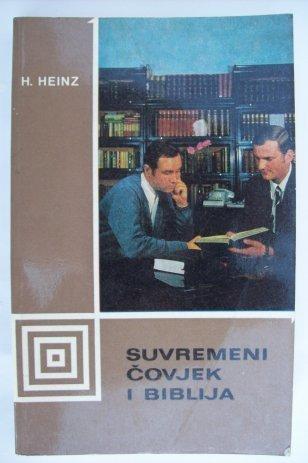 H. HEINZ
SUVREMENI
ČOVJEK
I BIBLIJA